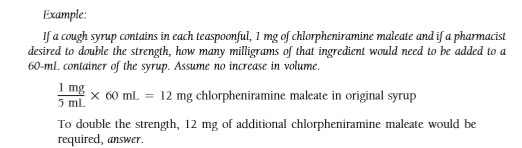 Example:
If a cough syrup contains in each teaspoonful, 1 mg of chlorpheniramine maleate and if a pharmacist
desired to double the strength, how many milligrams of that ingredient would need to be added to a
60-mL container of the syrup. Assume no increase in volume.
1 mg
5 mL × 60 mL = 12 mg chlorpheniramine maleate in original syrup
To double the strength, 12 mg of additional chlorpheniramine maleate would be
required, answer.